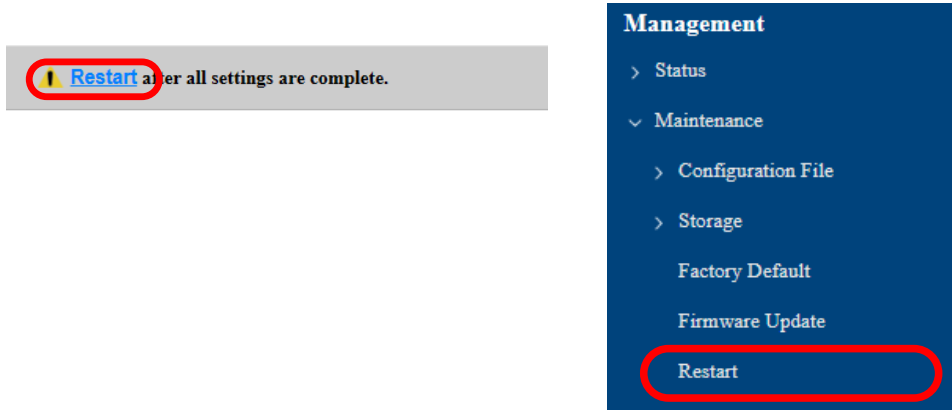 Restart after all settings are complete.
Management
Status
Maintenance
Configuration File
Storage
Factory Default
Firmware Update
Restart